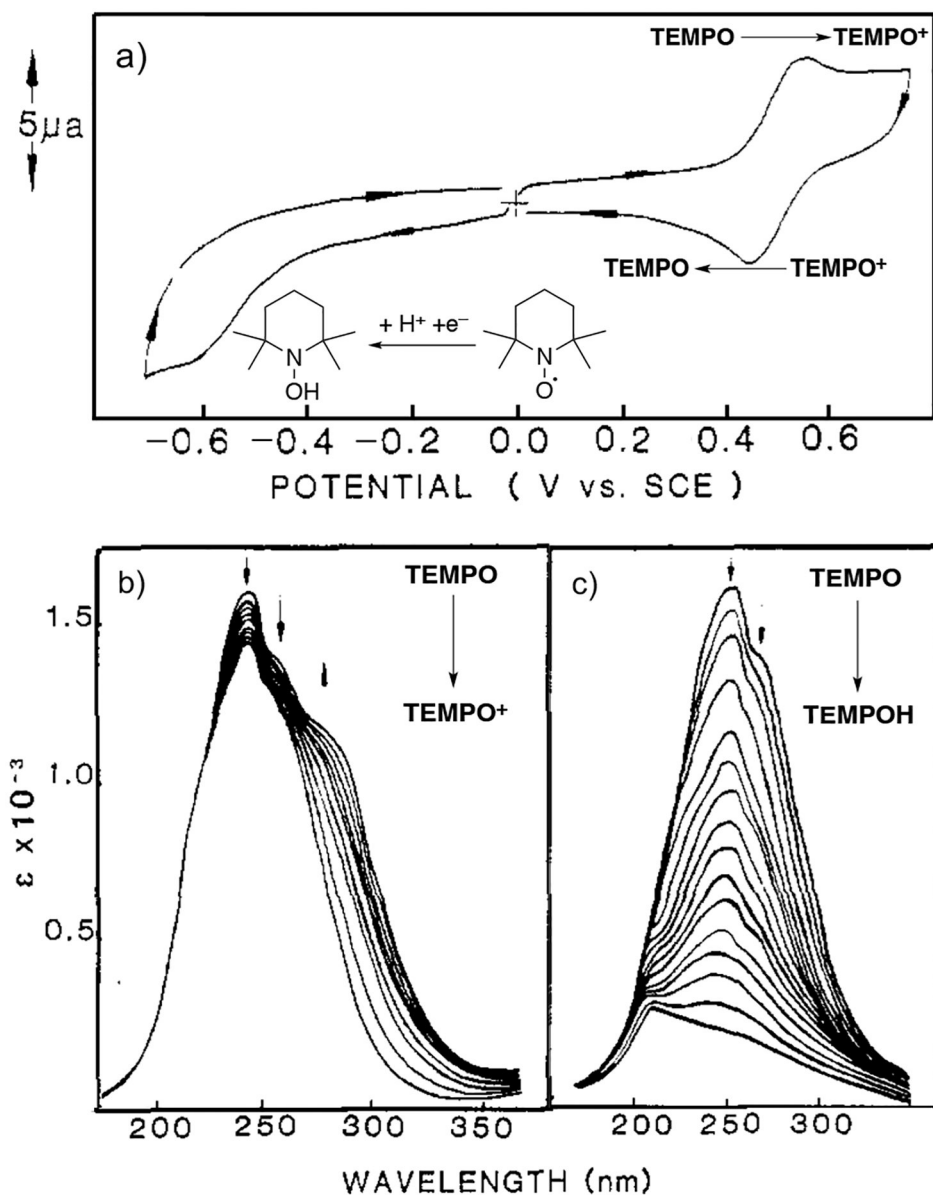 a)
TEMPO → TEMPO⁺
5µa
TEMPO ← TEMPO⁺
+ H⁺ +e⁻
N
OH
N
O•
−0.6 −0.4 −0.2 0.0 0.2 0.4 0.6
POTENTIAL ( V vs. SCE )
b)
TEMPO
TEMPO⁺
1.5
1.0
0.5
ε x10⁻³
200 250 300 350
c)
TEMPO
TEMPOH
200 250 300
WAVELENGTH (nm)